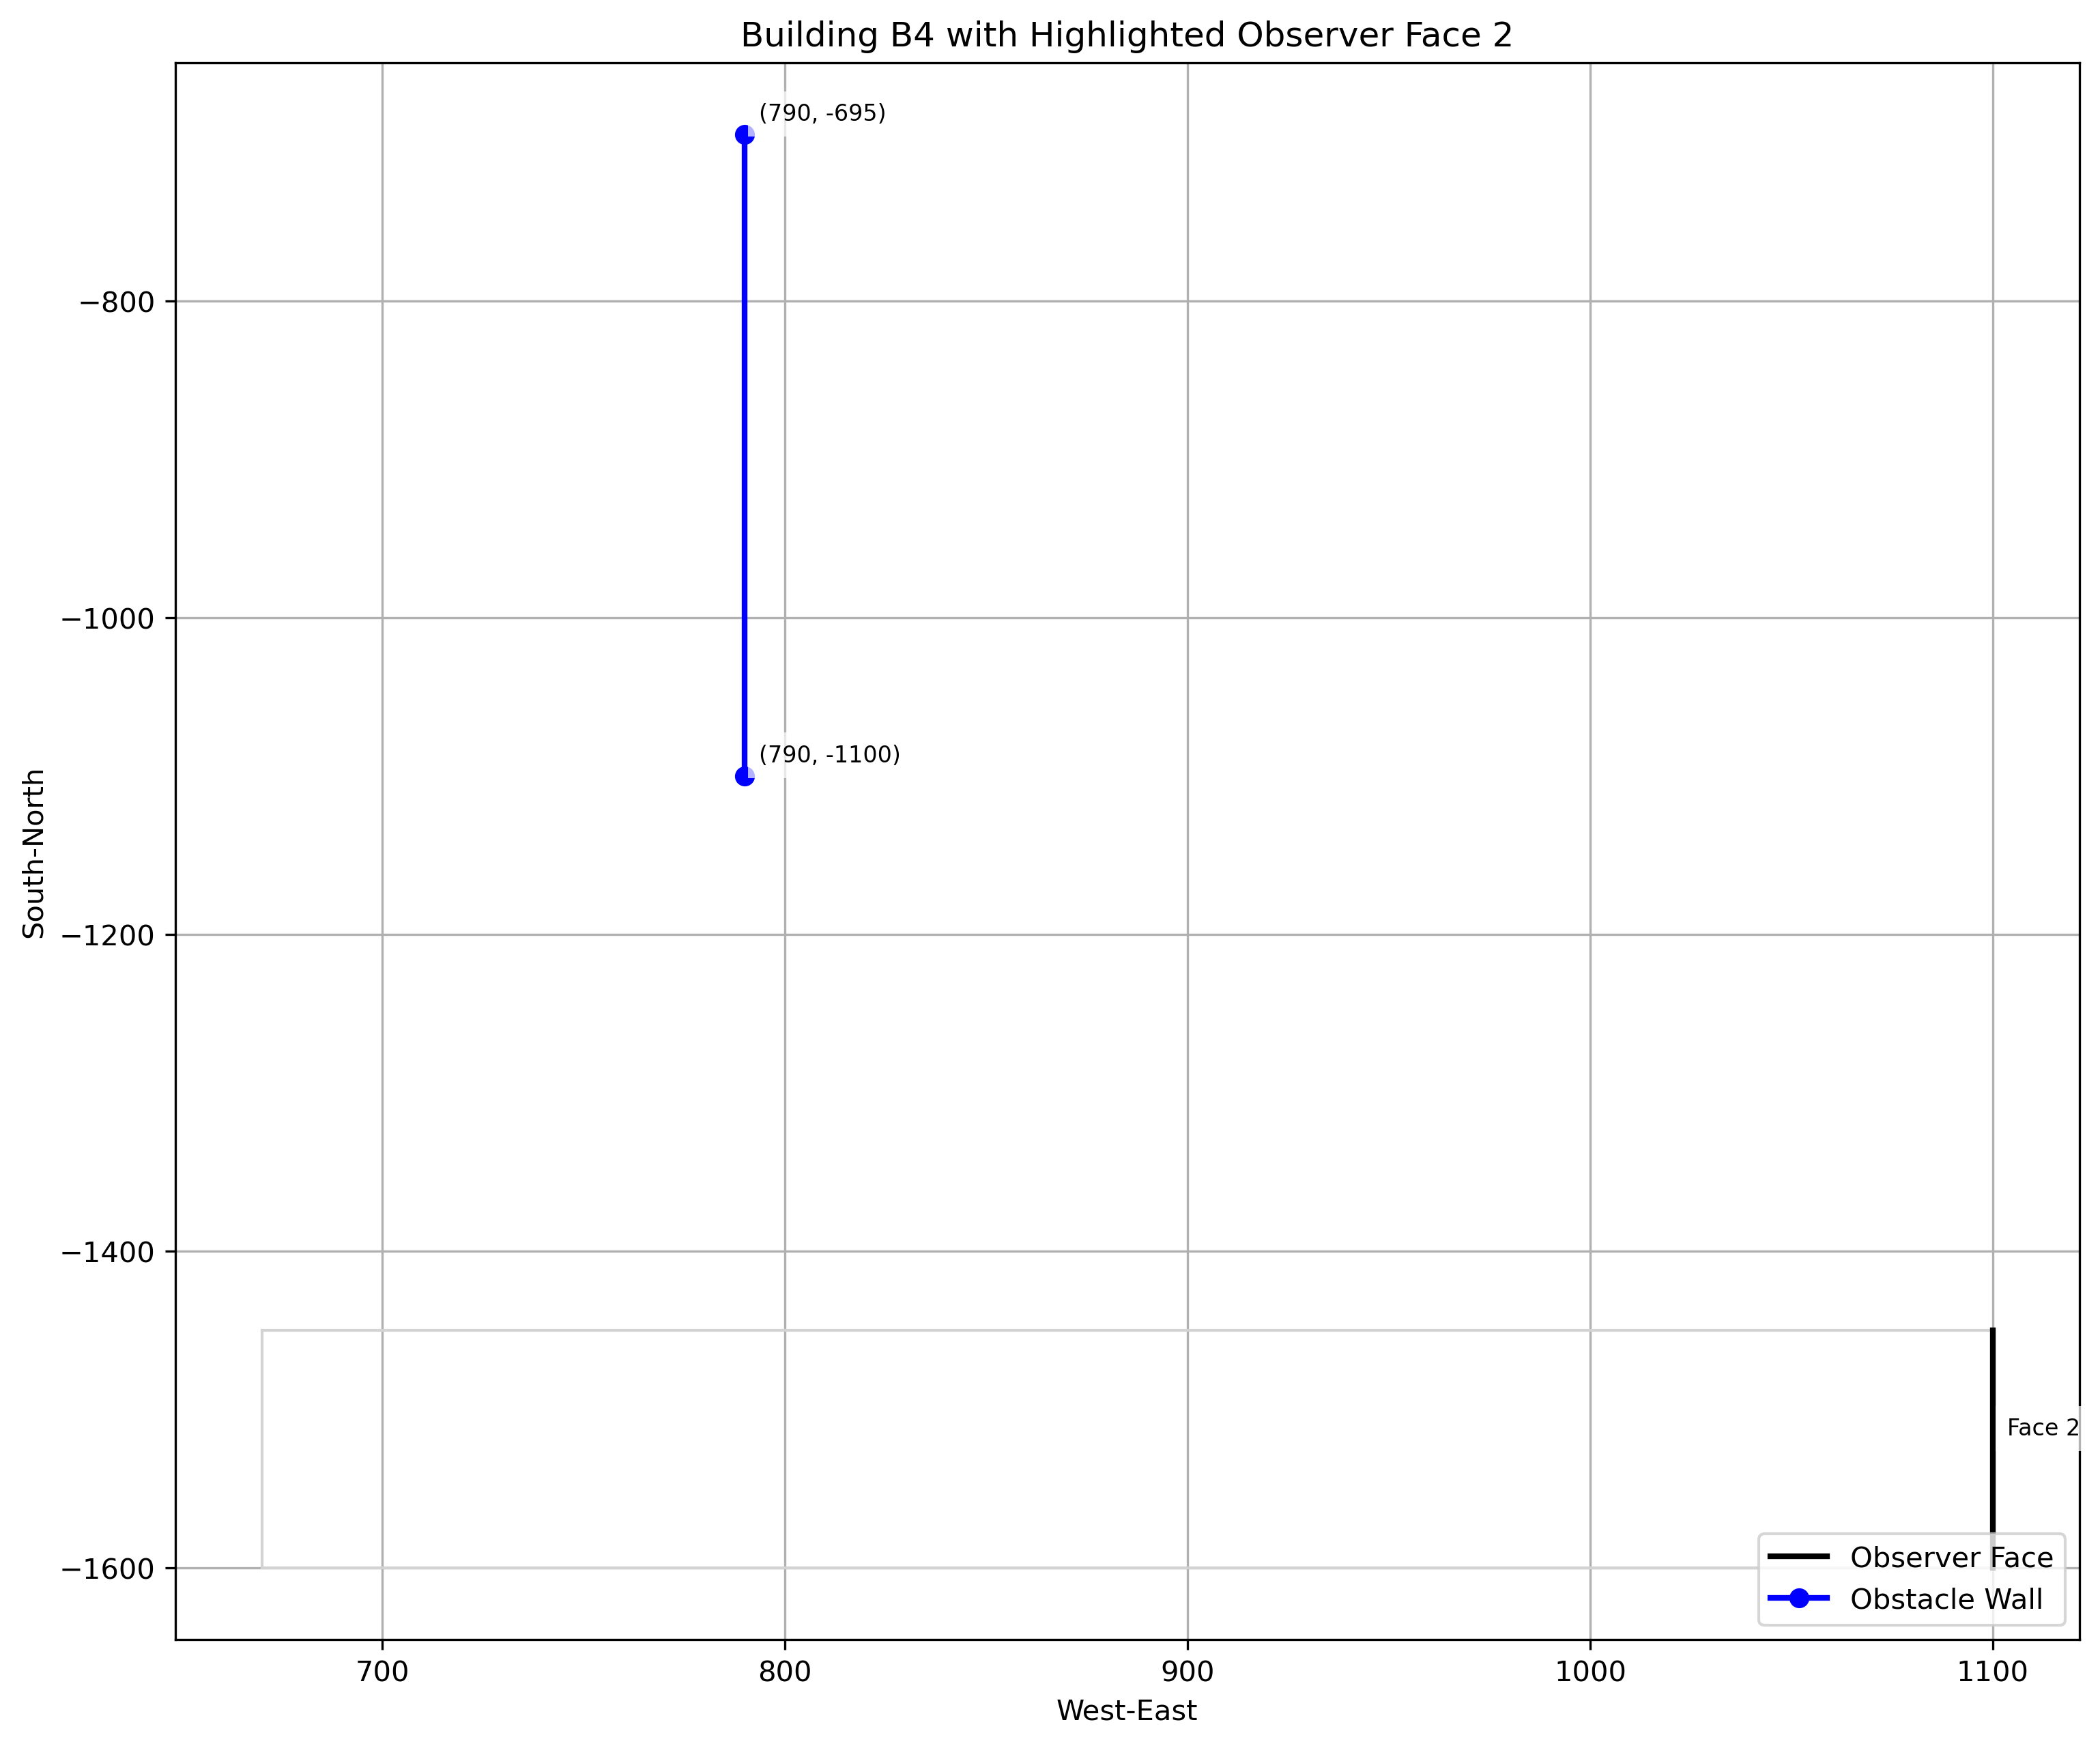 Building B4 with Highlighted Observer Face 2
(790, -695)
−800
−1000
(790, -1100)
South-North
−1200
−1400
Face 2
−1600
Observer Face
Obstacle Wall
700
800
900
1000
1100
West-East